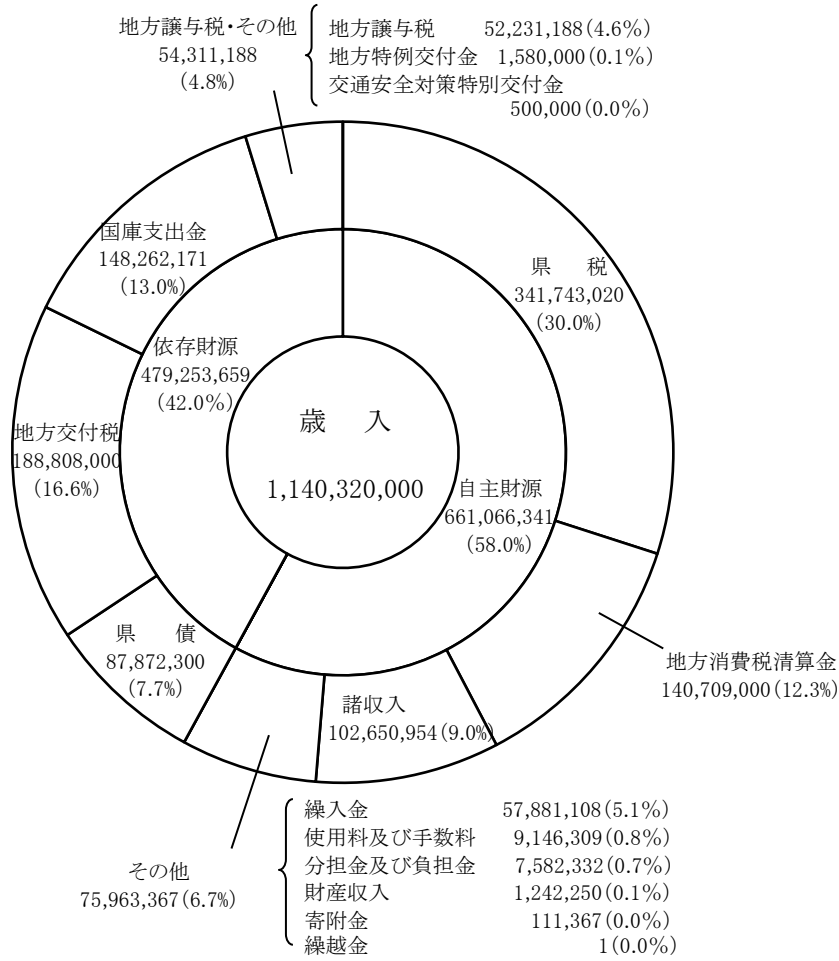 地方譲与税・その他
54,311,188
(4.8%)
地方譲与税 52,231,188(4.6%)
地方特例交付金 1,580,000(0.1%)
交通安全対策特別交付金
500,000(0.0%)
国庫支出金
148,262,171
(13.0%)
県 税
341,743,020
(30.0%)
依存財源
479,253,659
(42.0%)
歳 入
1,140,320,000
地方交付税
188,808,000
(16.6%)
自主財源
661,066,341
(58.0%)
県 債
87,872,300
(7.7%)
地方消費税清算金
140,709,000(12.3%)
諸収入
102,650,954(9.0%)
その他
75,963,367(6.7%)
繰入金 57,881,108(5.1%)
使用料及び手数料 9,146,309(0.8%)
分担金及び負担金 7,582,332(0.7%)
財産収入 1,242,250(0.1%)
寄附金 111,367(0.0%)
繰越金 1(0.0%)